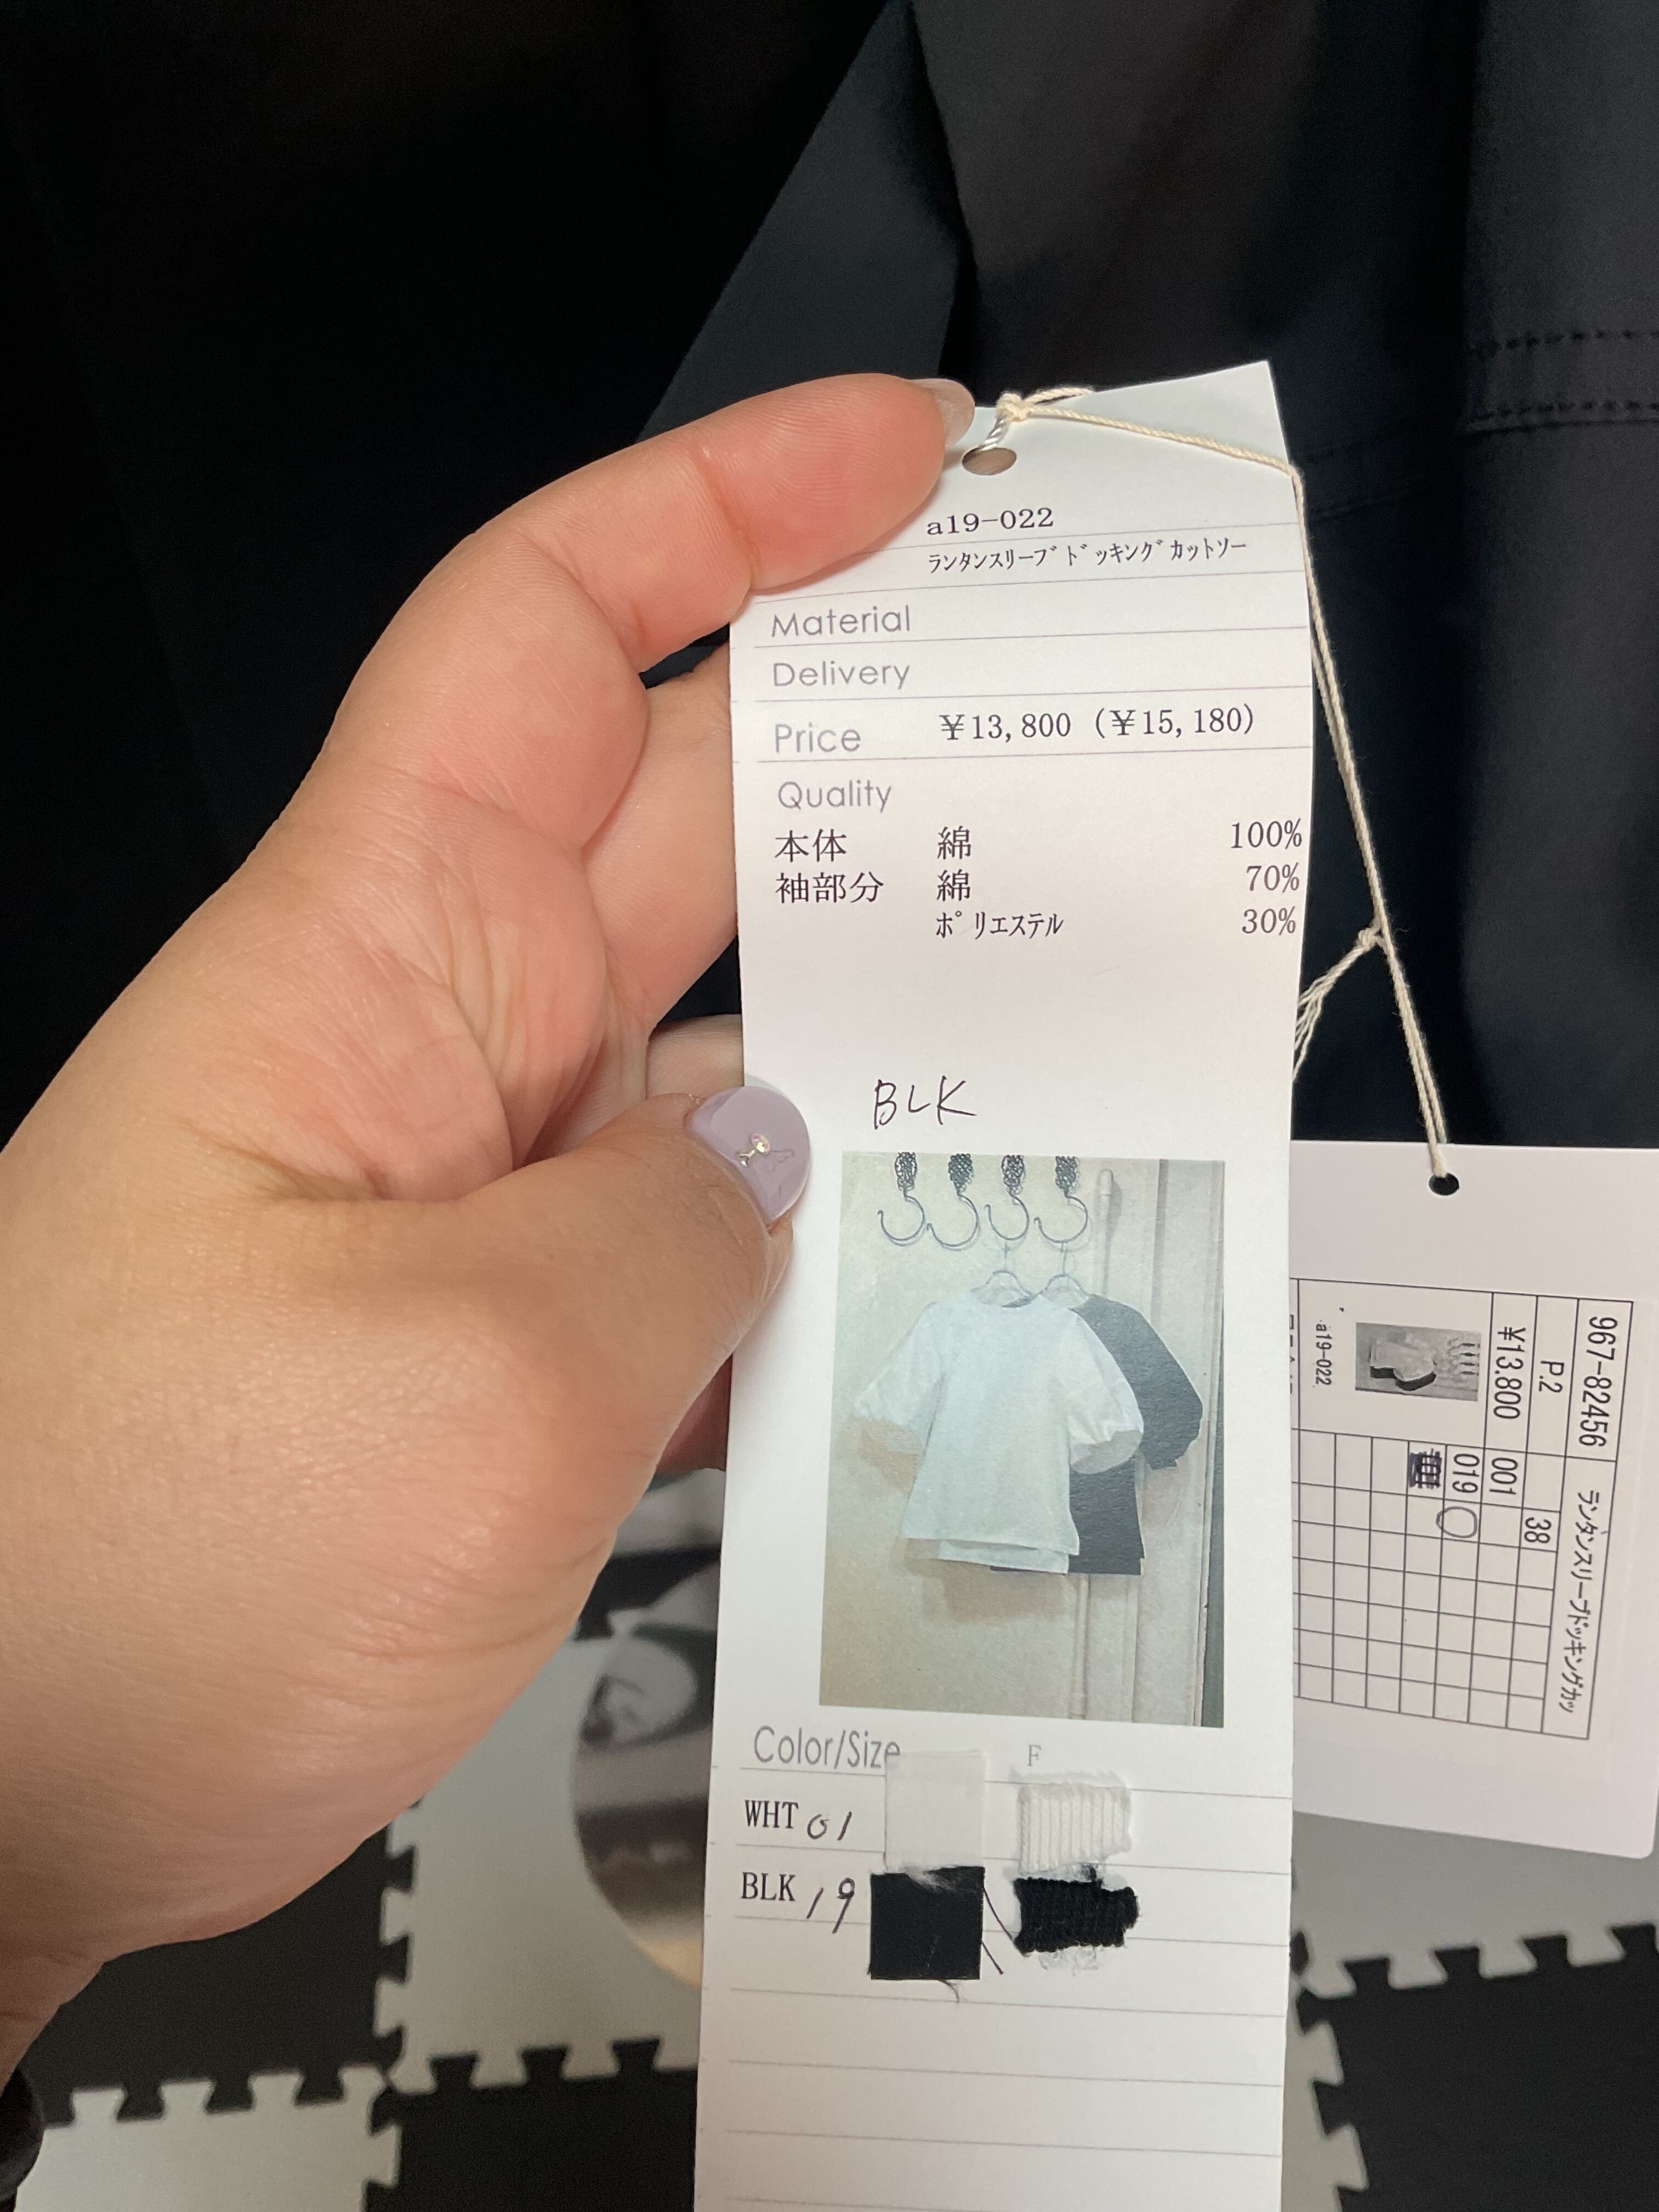 a19-022
ランタンスリーブドッキングカットソー
Material
Delivery
Price ¥13,800 (¥15,180)
Quality
本体 綿 100%
袖部分 綿 70%
ポリエステル 30%
BLK
Color/Size F
WHT 01
BLK 19
967-82456 ランタンスリーブドッキングカッ
P.2 38
¥13,800 001
019
a19-022